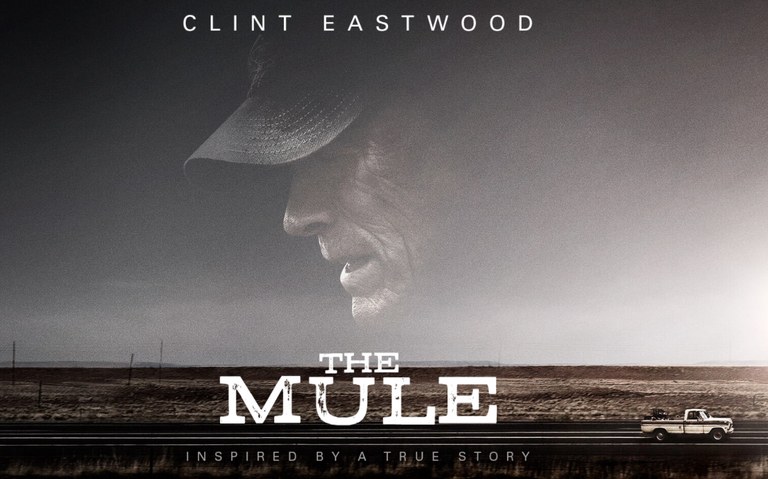 CLINT EASTWOOD
THE
MULE
INSPIRED BY A TRUE STORY